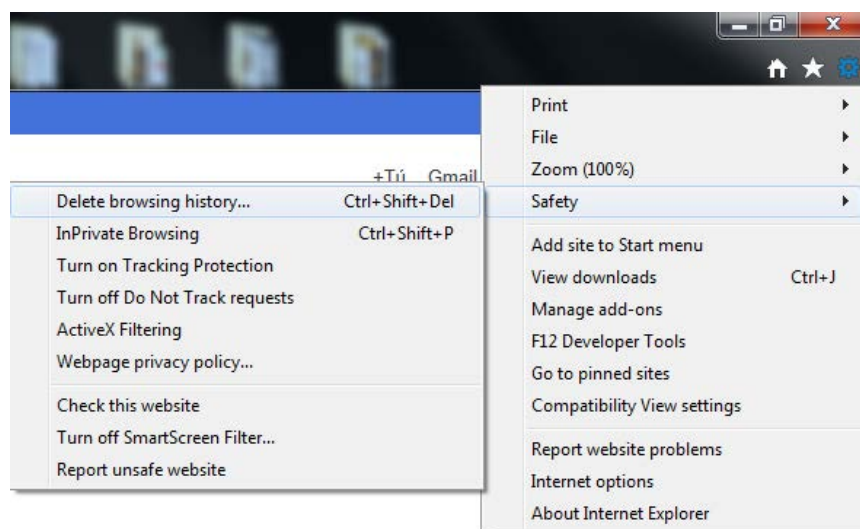 Print
File
+Tú Gmail
Zoom (100%)
Safety
Delete browsing history... Ctrl+Shift+Del
InPrivate Browsing Ctrl+Shift+P
Turn on Tracking Protection
Turn off Do Not Track requests
ActiveX Filtering
Webpage privacy policy...
Check this website
Turn off SmartScreen Filter...
Report unsafe website
Add site to Start menu
View downloads Ctrl+J
Manage add-ons
F12 Developer Tools
Go to pinned sites
Compatibility View settings
Report website problems
Internet options
About Internet Explorer